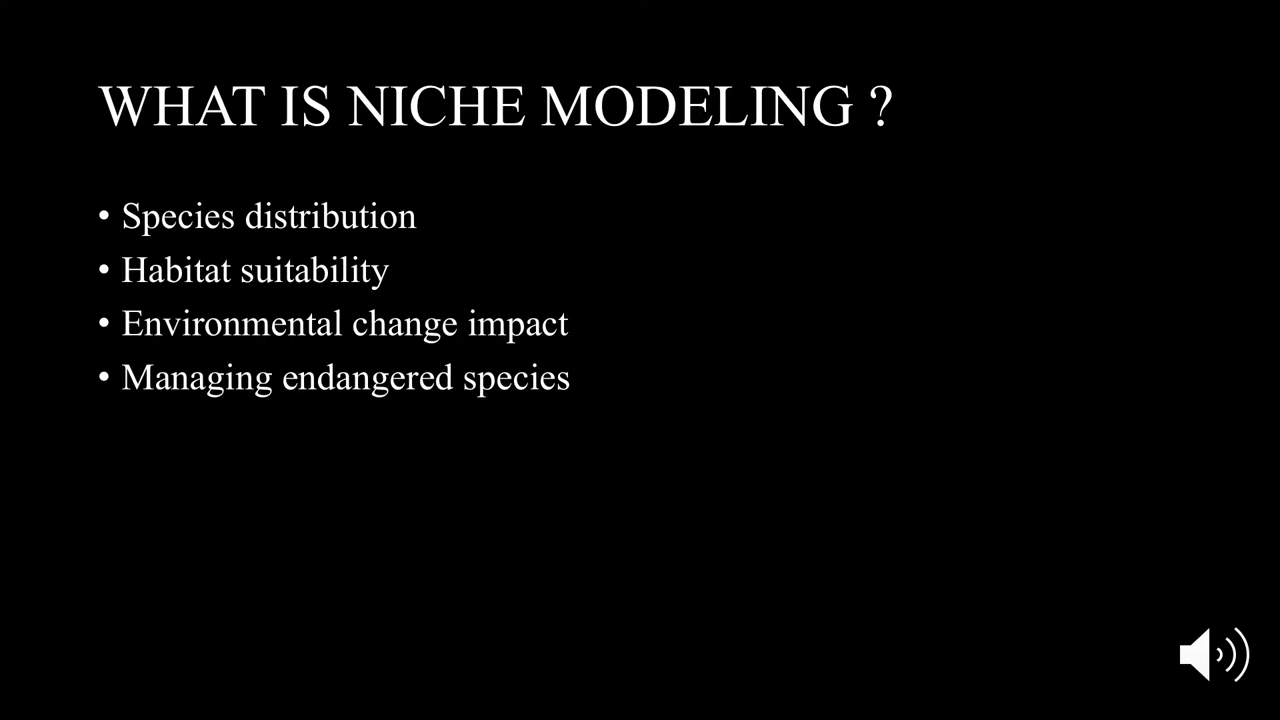 WHAT IS NICHE MODELING ?
• Species distribution
• Habitat suitability
• Environmental change impact
• Managing endangered species